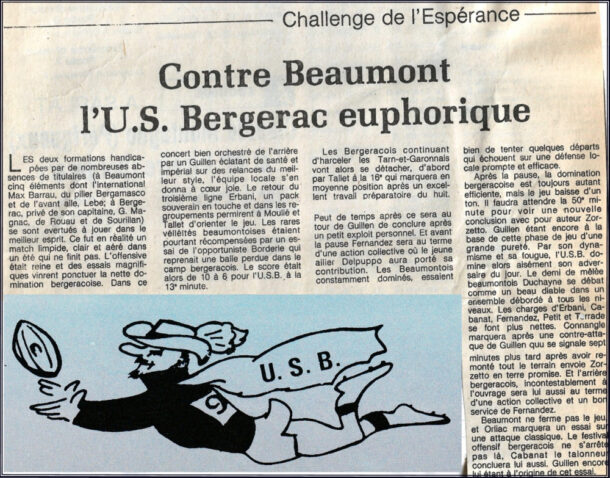 Challenge de l'Espérance
Contre Beaumont
l'U.S. Bergerac euphorique
LES deux formations handica-
pées par de nombreuses ab-
sences de titulaires (à Beaumont
cinq éléments dont l'international
Max Barrau, du pilier Bergamasco
et de l'avant aile, Lebe; à Berge-
rac, privé de son capitaine, G. Mag-
nanac, de Rouau et de Sourillan)
se sont évertués à jouer dans le
meilleur esprit. Ce fut en réalité un
match limpide, clair et aéré dans
un été qui ne finit pas. L'offensive
était reine et des essais magnifi-
ques vinrent ponctuer la nette do-
mination bergeracoise. Dans ce
concert bien orchestré de l'arrière
par un Guillen éclatant de santé et
impérial sur les relances du meil-
leur style, l'équipe locale s'en
donna à cœur joie. Le retour du
troisième ligne Erbani, un pack
souverain en touche et dans les re-
groupements permirent à Moulié et
Tallet d'orienter le jeu. Les rares
vélléités beaumontoises étaient
pourtant récompensées par un es-
sai de l'opportuniste Borderie qui
reprenait une balle perdue dans le
camp bergeracois. Le score était
alors de 10 à 6 pour l'U.S.B. à la
13ᵉ minute.
Les Bergeracois continuant
d'harceler les Tarn-et-Garonnais
vont alors se détacher, d'abord
par Tallet à la 16ᵉ qui marquera en
moyenne position après un excel-
lent travail préparatoire du huit.
Peut de temps après ce sera au
tour de Guillen de conclure après
un petit exploit personnel. Et avant
la pause Fernandez sera au terme
d'une action collective où le jeune
ailier Delpuppo aura porté sa
contribution. Les Beaumontois
constamment dominés, essaient
bien de tenter quelques départs
qui échouent sur une défense lo-
cale prompte et efficace.
Après la pause, la domination
bergeracoise est toujours autant
efficiente, mais le jeu baisse d'un
ton. Il faudra attendre la 50ᵉ mi-
nute pour voir une nouvelle
conclusion avec pour auteur Zor-
zetto. Guillen étant encore à la
base de cette phase de jeu d'une
grande pureté. Par son dyna-
misme et sa fougue, l'U.S.B. do-
mine alors aisément son adver-
saire du jour. Le demi de mêlée
beaumontois Duchayne se débat
comme un beau diable dans un
ensemble débordé à tous les ni-
veaux. Les charges d'Erbani, Ca-
banat, Fernandez, Petit et
se font plus nettes. Connangle
marquera après une contre-atta-
que de Guillen quu se signale sept
minutes plus tard après avoir re-
monté tout le terrain envoie Zor-
zetto en terre promise. Et l'arrière
bergeracois, incontestablement à
l'ouvrage sera lui aussi au terme
d'une action collective et un bon
service de Fernandez.
Beaumont ne ferme pas le jeu,
et Orliac marquera un essai sur
une attaque classique. Le festival
offensif bergeracois ne s'arrête
pas là, Cabanat le talonneur
concluera lui aussi. Guillen encore
lui étant à l'origine de cet essai.
U.S.B.
9